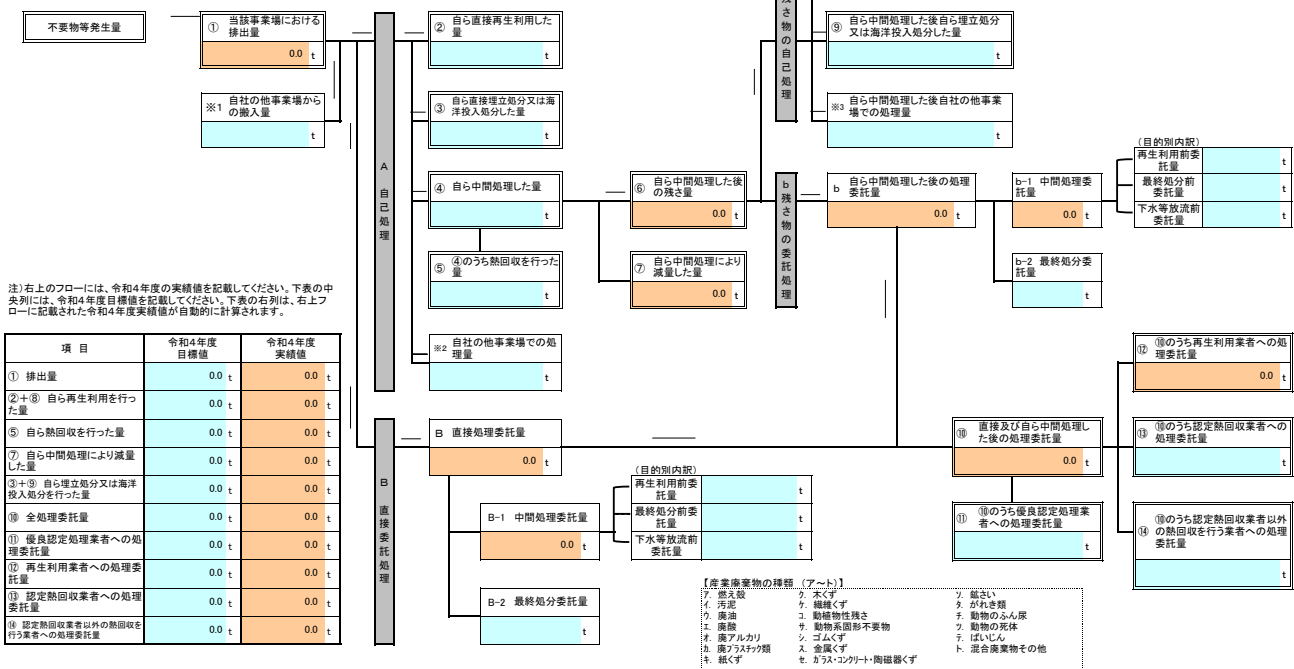 不要物等発生量
① 当該事業場における
排出量
0.0 t
※1 自社の他事業場から
の搬入量
t
A
自
己
処
理
② 自ら直接再生利用した
量
t
③ 自ら直接埋立処分又は海
洋投入処分した量
t
④ 自ら中間処理した量
t
⑤ ④のうち熱回収を行った
量
t
※2 自社の他事業場での処
理量
t
⑥ 自ら中間処理した後
の残さ量
0.0 t
⑦ 自ら中間処理により
減量した量
0.0 t
さ
物
の
自
己
処
理
⑨ 自ら中間処理した後自ら埋立処分
又は海洋投入処分した量
t
※3 自ら中間処理した後自社の他事業
場での処理量
t
b
残
さ
物
の
委
託
処
理
b 自ら中間処理した後の処理
委託量
0.0 t
b-1 中間処理委
託量
0.0 t
b-2 最終処分委
託量
t
(目的別内訳)
再生利用前委
託量
t
最終処分前
委託量
t
下水等放流前
委託量
t
注)右上のフローには、令和4年度の実績値を記載してください。下表の中
央列には、令和4年度目標値を記載してください。下表の右列は、右上フ
ローに記載された令和4年度実績値が自動的に計算されます。
項 目 令和4年度 目標値 令和4年度 実績値
① 排出量 0.0 t 0.0 t
②+⑧ 自ら再生利用を行っ
た量 0.0 t 0.0 t
⑤ 自ら熱回収を行った量 0.0 t 0.0 t
⑦ 自ら中間処理により減量
した量 0.0 t 0.0 t
③+⑨ 自ら埋立処分又は海洋
投入処分を行った量 0.0 t 0.0 t
⑩ 全処理委託量 0.0 t 0.0 t
⑪ 優良認定処理業者への処
理委託量 0.0 t 0.0 t
⑫ 再生利用業者への処理委
託量 0.0 t 0.0 t
⑬ 認定熱回収業者への処理
委託量 0.0 t 0.0 t
⑭ 認定熱回収業者以外の熱回収を
行う業者への処理委託量 0.0 t 0.0 t
B
直
接
委
託
処
理
B 直接処理委託量
0.0 t
B-1 中間処理委託量
0.0 t
B-2 最終処分委託量
t
(目的別内訳)
再生利用前委
託量
t
最終処分前委
託量
t
下水等放流前
委託量
t
⑩ 直接及び自ら中間処理し
た後の処理委託量
0.0 t
⑪ ⑩のうち優良認定処理業
者への処理委託量
t
⑫ ⑩のうち再生利用業者への処
理委託量
0.0 t
⑬ ⑩のうち認定熱回収業者への
処理委託量
t
⑭ ⑩のうち認定熱回収業者以外
の熱回収を行う業者への処理
委託量
t
【産業廃棄物の種類 (ア~ト)】
ア. 燃え殻 ク. 木くず ソ. 鉱さい
イ. 汚泥 ケ. 繊維くず タ. がれき類
ウ. 廃油 コ. 動植物性残さ チ. 動物のふん尿
エ. 廃酸 サ. 動物系固形不要物 ツ. 動物の死体
オ. 廃アルカリ シ. ゴムくず テ. ばいじん
カ. 廃プラスチック類 ス. 金属くず ト. 混合廃棄物その他
キ. 紙くず セ. ガラス・コンクリート・陶磁器くず